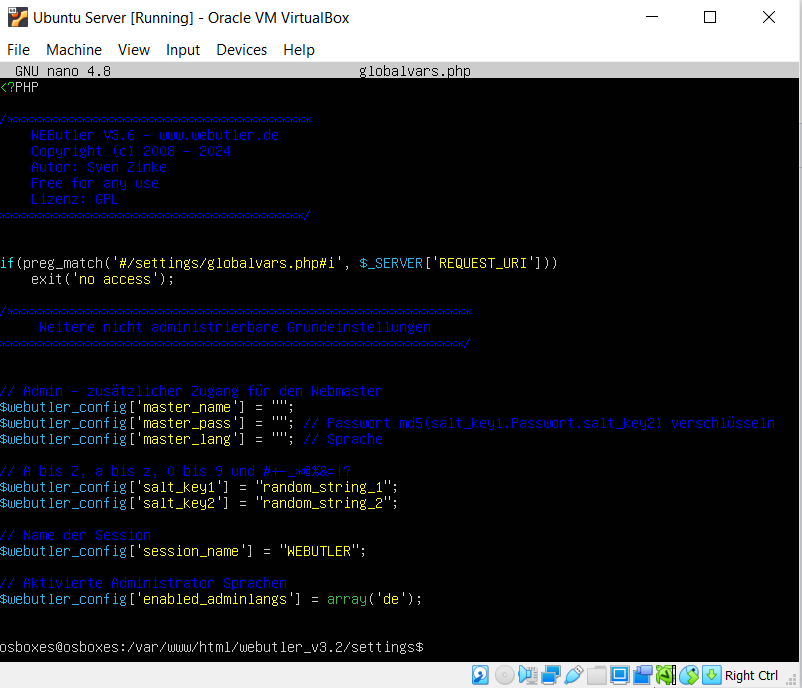 Ubuntu Server [Running] - Oracle VM VirtualBox
File Machine View Input Devices Help
GNU nano 4.8 globalvars.php
<?PHP
/**************************************
WEButler V3.6 - www.webutler.de
Copyright (c) 2008 - 2024
Autor: Sven Zinke
Free for any use
Lizenz: GPL
**************************************/
if(preg_match('#/settings/globalvars.php#i', $_SERVER['REQUEST_URI']))
exit('no access');
/**********************************************************
Weitere nicht administrierbare Grundeinstellungen
**********************************************************/
// Admin - zusätzlicher Zugang für den Webmaster
$webutler_config['master_name'] = "";
$webutler_config['master_pass'] = ""; // Passwort md5(salt_key1.Passwort.salt_key2) verschlüsseln
$webutler_config['master_lang'] = ""; // Sprache
// A bis Z, a bis z, 0 bis 9 und #+-_*@%&=!?
$webutler_config['salt_key1'] = "random_string_1";
$webutler_config['salt_key2'] = "random_string_2";
// Name der Session
$webutler_config['session_name'] = "WEBUTLER";
// Aktivierte Administrator Sprachen
$webutler_config['enabled_adminlangs'] = array('de');
osboxes@osboxes:/var/www/html/webutler_v3.2/settings$
Right Ctrl